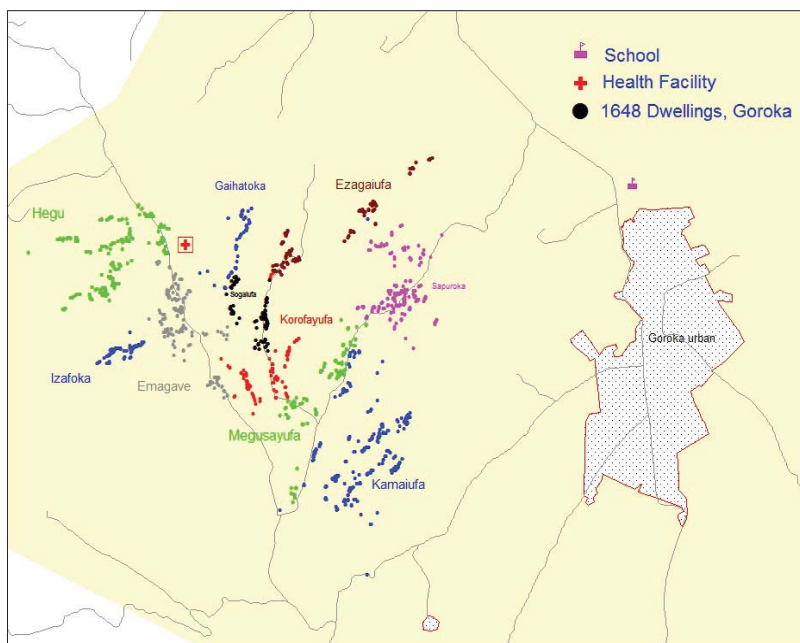 School
Health Facility
1648 Dwellings, Goroka
Ezagaiufa
Gaihatoka
Hegu
Sapuroka
Sogaiufa
Korofayufa
Goroka urban
Izafoka
Emagave
Megusayufa
Kamaiufa